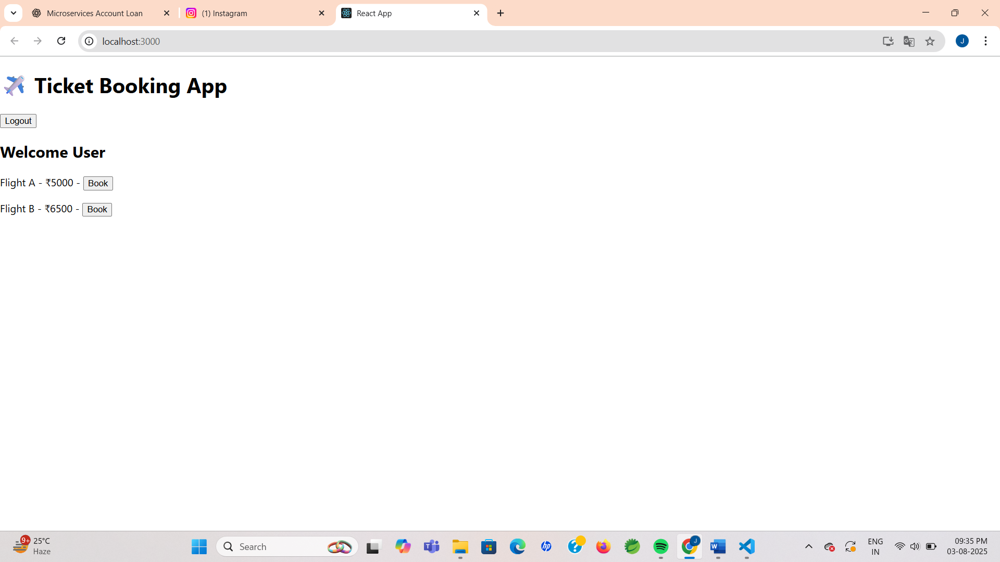 Microservices Account Loan
(1) Instagram
React App
localhost:3000
J
Ticket Booking App
Logout
Welcome User
Flight A - ₹5000 - Book
Flight B - ₹6500 - Book
9+
25°C
Haze
Search
hp
?
J
W
ENG
IN
09:35 PM
03-08-2025